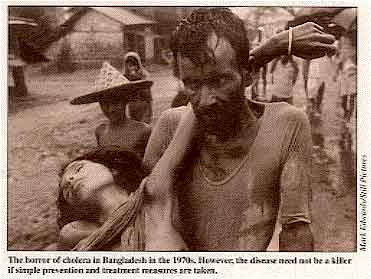 The horror of cholera in Bangladesh in the 1970s. However, the disease need not be a killer
if simple prevention and treatment measures are taken.
Mark Edwards/Still Pictures